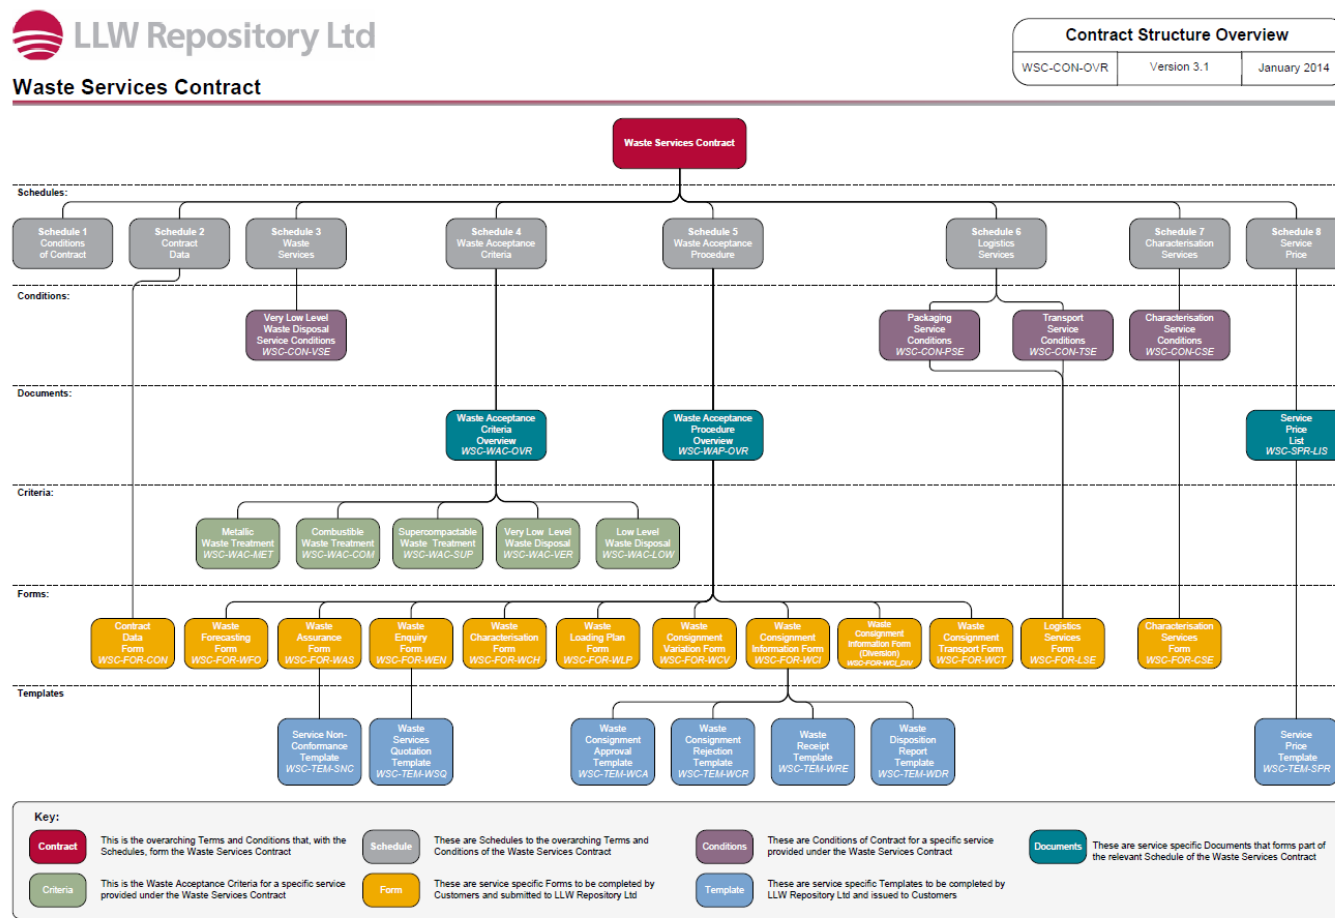 LLW Repository Ltd
Contract Structure Overview
WSC-CON-OVR
Version 3.1
January 2014
Waste Services Contract
Waste Services Contract
Schedules:
Schedule 1
Conditions
of Contract
Schedule 2
Contract
Data
Schedule 3
Waste
Services
Schedule 4
Waste Acceptance
Criteria
Schedule 5
Waste Acceptance
Procedure
Schedule 6
Logistics
Services
Schedule 7
Characterisation
Services
Schedule 8
Service
Price
Conditions:
Very Low Level
Waste Disposal
Service Conditions
WSC-CON-VSE
Packaging
Service
Conditions
WSC-CON-PSE
Transport
Service
Conditions
WSC-CON-TSE
Characterisation
Service
Conditions
WSC-CON-CSE
Documents:
Waste Acceptance
Criteria
Overview
WSC-WAC-OVR
Waste Acceptance
Procedure
Overview
WSC-WAP-OVR
Service
Price
List
WSC-SPR-LIS
Criteria:
Metallic
Waste Treatment
WSC-WAC-MET
Combustible
Waste Treatment
WSC-WAC-COM
Supercompactable
Waste Treatment
WSC-WAC-SUP
Very Low Level
Waste Disposal
WSC-WAC-VER
Low Level
Waste Disposal
WSC-WAC-LOW
Forms:
Contract
Data
Form
WSC-FOR-CON
Waste
Forecasting
Form
WSC-FOR-WFO
Waste
Assurance
Form
WSC-FOR-WAS
Waste
Enquiry
Form
WSC-FOR-WEN
Waste
Characterisation
Form
WSC-FOR-WCH
Waste
Loading Plan
Form
WSC-FOR-WLP
Waste
Consignment
Variation Form
WSC-FOR-WCV
Waste
Consignment
Information Form
WSC-FOR-WCI
Waste
Consignment
Information Form
(Diversion)
WSC-FOR-WCI_DIV
Waste
Consignment
Transport Form
WSC-FOR-WCT
Logistics
Services
Form
WSC-FOR-LSE
Characterisation
Services
Form
WSC-FOR-CSE
Templates
Service Non-
Conformance
Template
WSC-TEM-SNC
Waste
Services
Quotation
Template
WSC-TEM-WSQ
Waste
Consignment
Approval
Template
WSC-TEM-WCA
Waste
Consignment
Rejection
Template
WSC-TEM-WCR
Waste
Receipt
Template
WSC-TEM-WRE
Waste
Disposition
Report
Template
WSC-TEM-WDR
Service
Price
Template
WSC-TEM-SPR
Key:
Contract
This is the overarching Terms and Conditions that, with the
Schedules, form the Waste Services Contract
Schedule
These are Schedules to the overarching Terms and
Conditions of the Waste Services Contract
Conditions
These are Conditions of Contract for a specific service
provided under the Waste Services Contract
Documents
These are service specific Documents that forms part of
the relevant Schedule of the Waste Services Contract
Criteria
This is the Waste Acceptance Criteria for a specific service
provided under the Waste Services Contract
Form
These are service specific Forms to be completed by
Customers and submitted to LLW Repository Ltd
Template
These are service specific Templates to be completed by
LLW Repository Ltd and issued to Customers